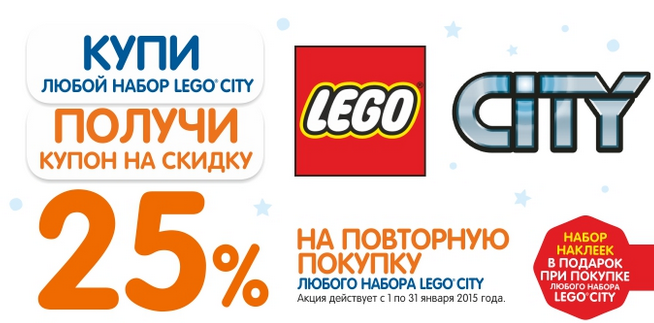 КУПИ
ЛЮБОЙ НАБОР LEGO® CITY
ПОЛУЧИ
КУПОН НА СКИДКУ
25%
LEGO
CITY
НА ПОВТОРНУЮ
ПОКУПКУ
ЛЮБОГО НАБОРА LEGO® CITY
Акция действует с 1 по 31 января 2015 года.
НАБОР
НАКЛЕЕК
В ПОДАРОК
ПРИ ПОКУПКЕ
ЛЮБОГО НАБОРА
LEGO® CITY